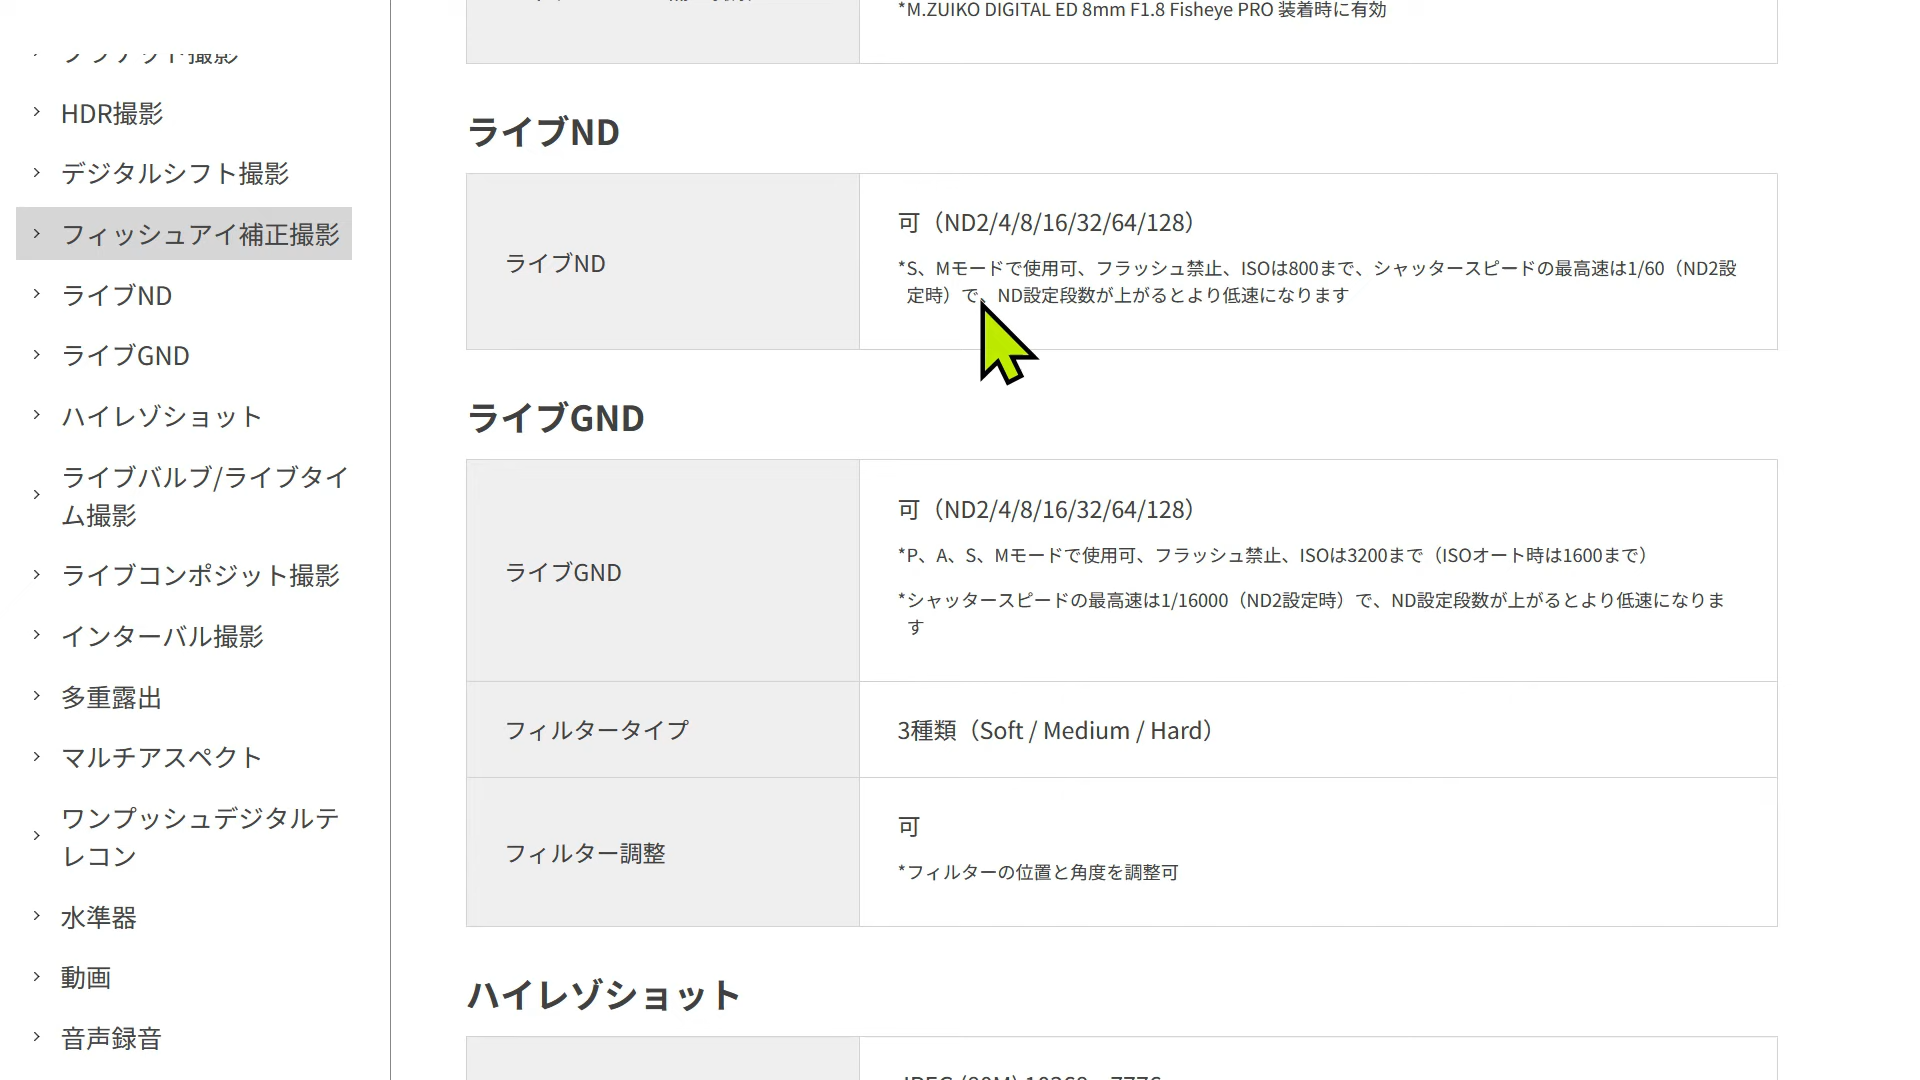 *M.ZUIKO DIGITAL ED 8mm F1.8 Fisheye PRO 装着時に有効
HDR撮影
デジタルシフト撮影
フィッシュアイ補正撮影
ライブND
ライブGND
ハイレゾショット
ライブバルブ/ライブタイ
ム撮影
ライブコンポジット撮影
インターバル撮影
多重露出
マルチアスペクト
ワンプッシュデジタルテ
レコン
水準器
動画
音声録音
ライブND
ライブND
可（ND2/4/8/16/32/64/128）
*S、Mモードで使用可、フラッシュ禁止、ISOは800まで、シャッタースピードの最高速は1/60（ND2設
定時）で、ND設定段数が上がるとより低速になります
ライブGND
ライブGND
可（ND2/4/8/16/32/64/128）
*P、A、S、Mモードで使用可、フラッシュ禁止、ISOは3200まで（ISOオート時は1600まで）
*シャッタースピードの最高速は1/16000（ND2設定時）で、ND設定段数が上がるとより低速になりま
す
フィルタータイプ
3種類（Soft / Medium / Hard）
フィルター調整
可
*フィルターの位置と角度を調整可
ハイレゾショット